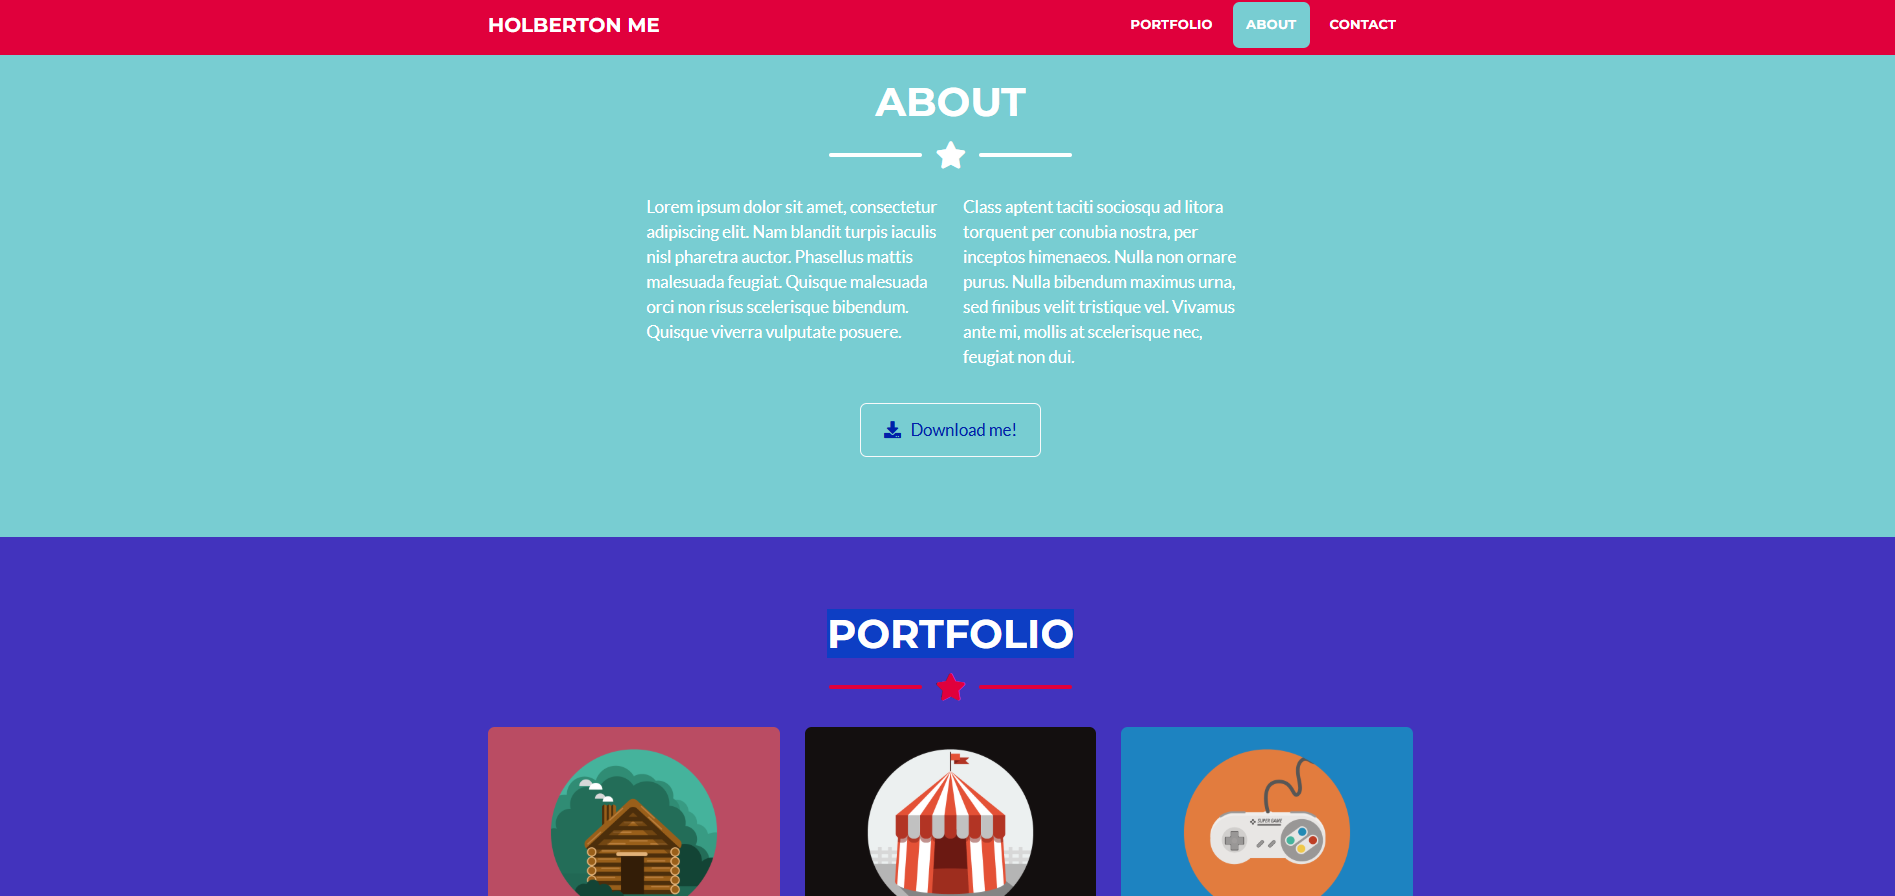 HOLBERTON ME
PORTFOLIO
ABOUT
CONTACT
ABOUT
Lorem ipsum dolor sit amet, consectetur
adipiscing elit. Nam blandit turpis iaculis
nisl pharetra auctor. Phasellus mattis
malesuada feugiat. Quisque malesuada
orci non risus scelerisque bibendum.
Quisque viverra vulputate posuere.
Class aptent taciti sociosqu ad litora
torquent per conubia nostra, per
inceptos himenaeos. Nulla non ornare
purus. Nulla bibendum maximus urna,
sed finibus velit tristique vel. Vivamus
ante mi, mollis at scelerisque nec,
feugiat non dui.
Download me!
PORTFOLIO
SUPER GAME